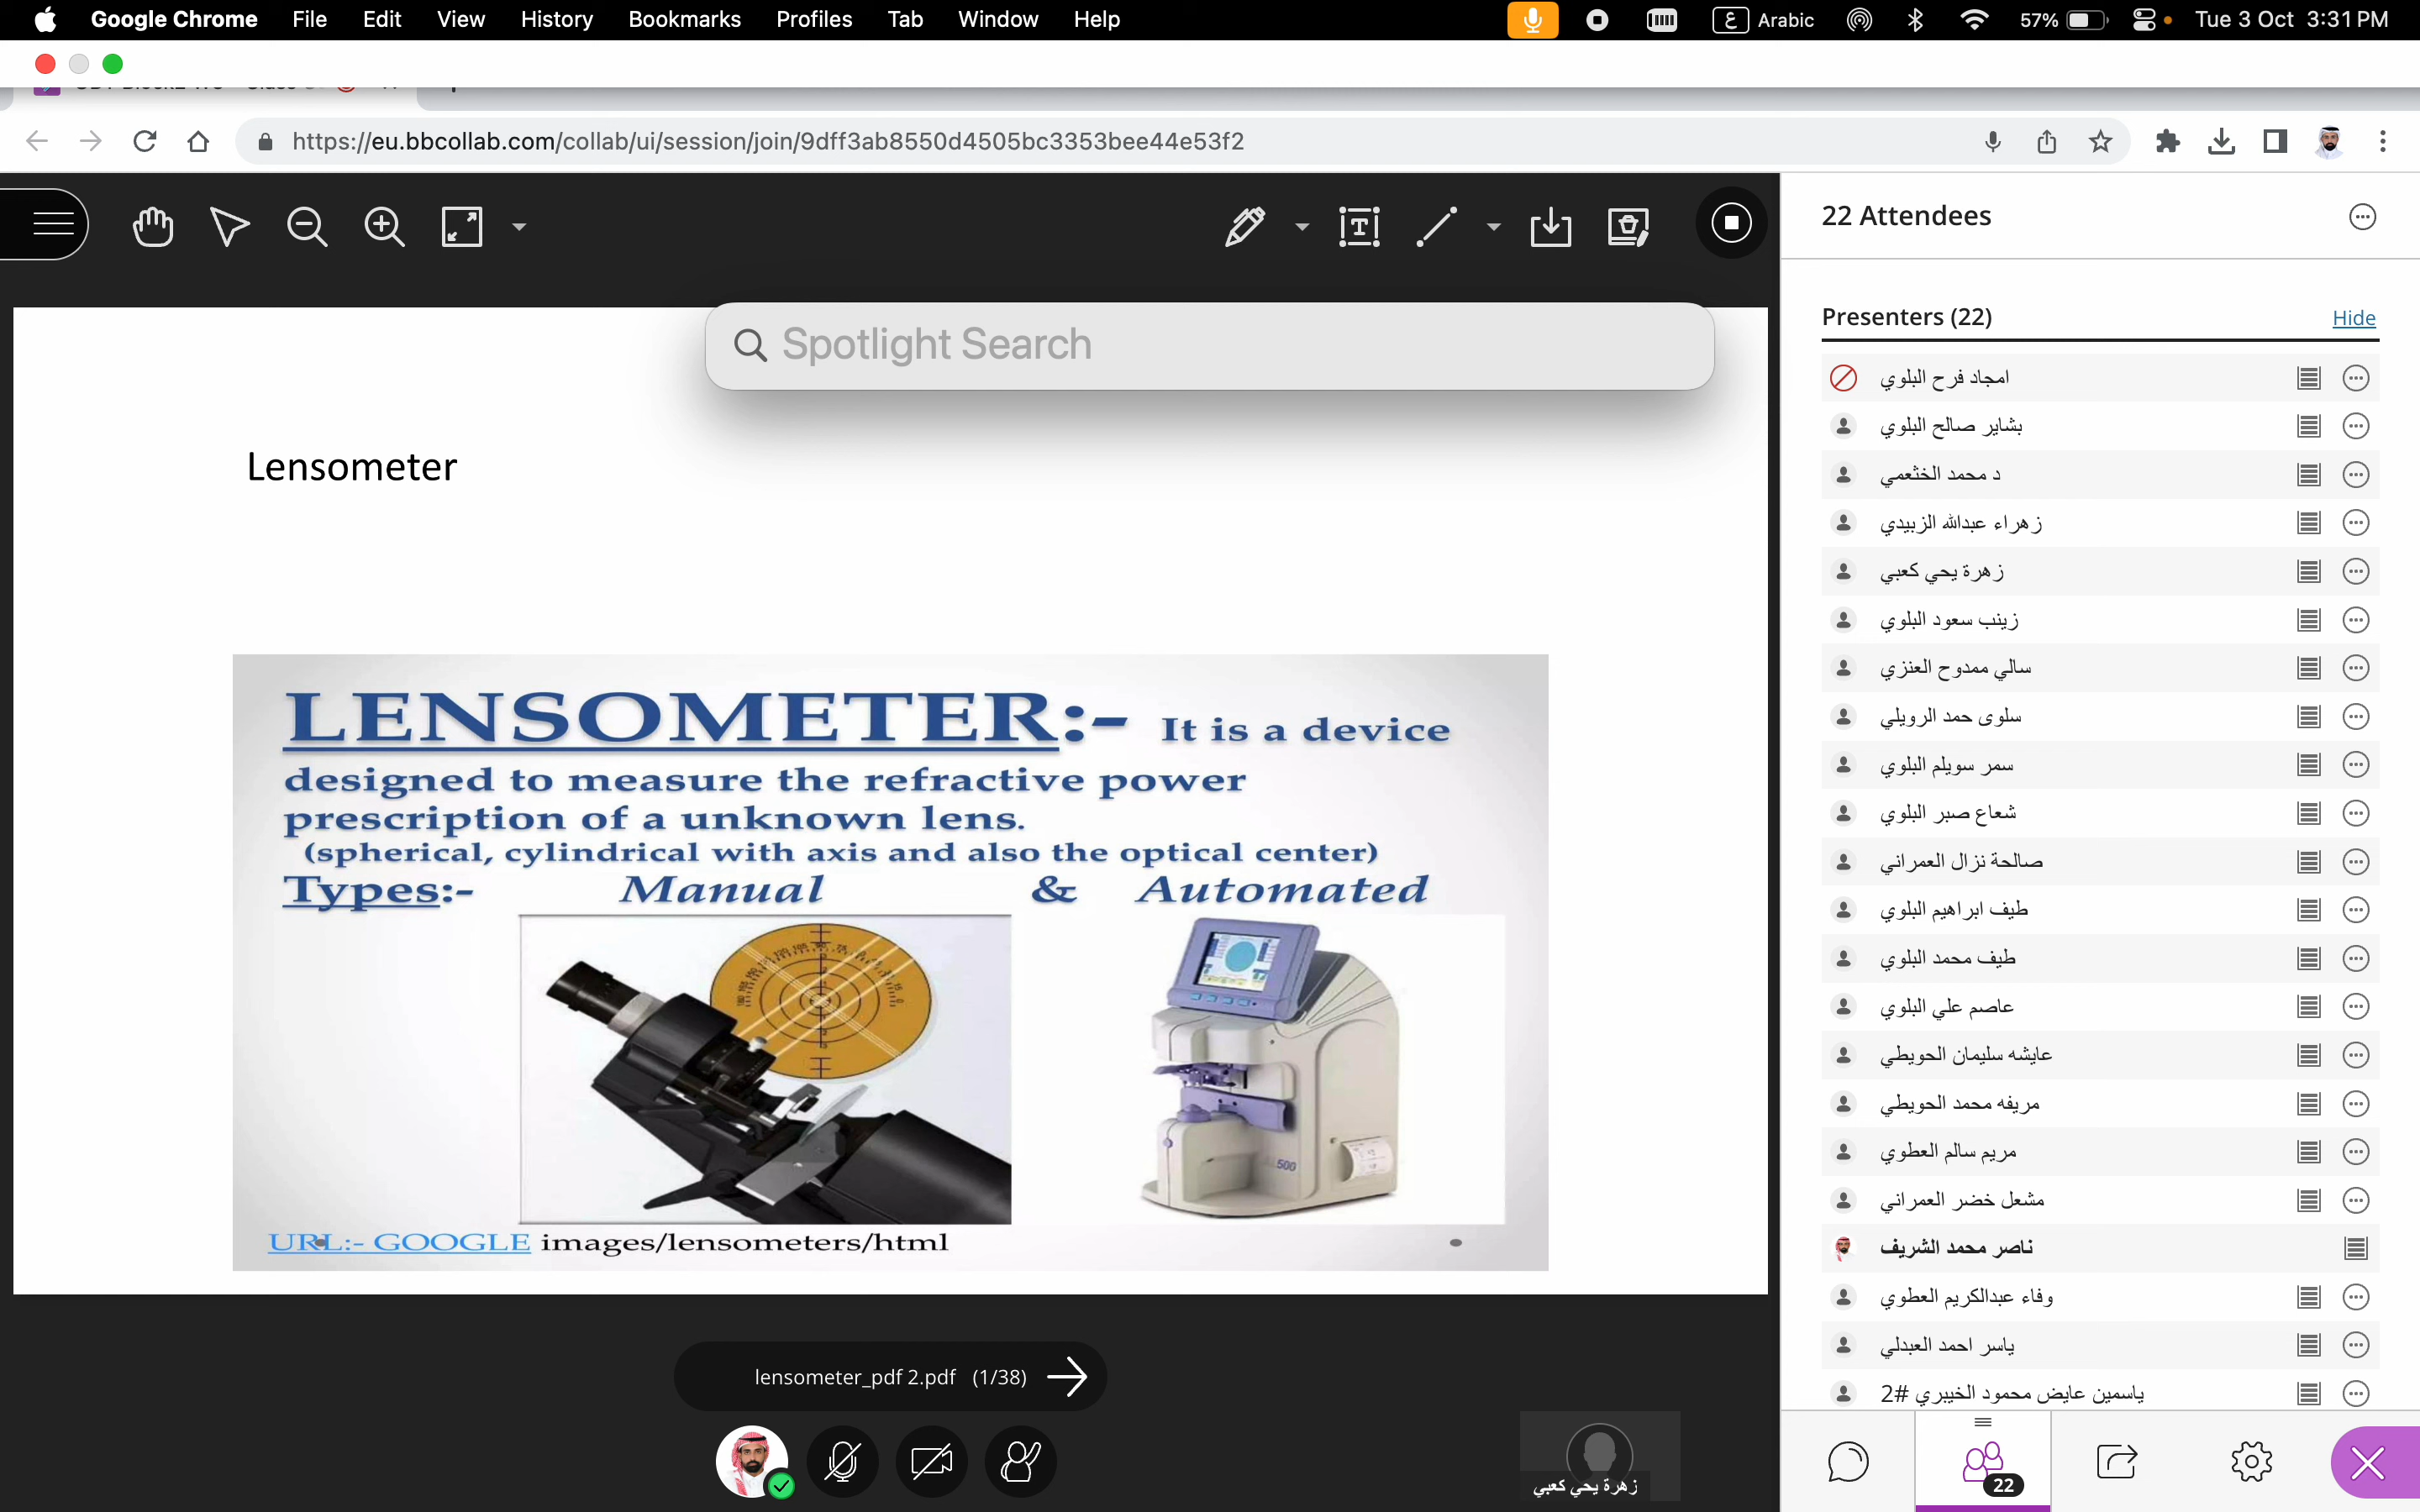 Google Chrome File Edit View History Bookmarks Profiles Tab Window Help
ع Arabic 57% Tue 3 Oct 3:31 PM
https://eu.bbcollab.com/collab/ui/session/join/9dff3ab8550d4505bc3353bee44e53f2
Spotlight Search
Lensometer
LENSOMETER:- It is a device
designed to measure the refractive power
prescription of a unknown lens.
(spherical, cylindrical with axis and also the optical center)
Types:- Manual & Automated
500
URL:- GOOGLE images/lensometers/html
lensometer_pdf 2.pdf (1/38)
زهرة يحي كعبي
22 Attendees
Presenters (22) Hide
امجاد فرح البلوي
بشاير صالح البلوي
د محمد الخثعمي
زهراء عبدالله الزبيدي
زهرة يحي كعبي
زينب سعود البلوي
سالي ممدوح العنزي
سلوى حمد الرويلي
سمر سويلم البلوي
شعاع صبر البلوي
صالحة نزال العمراني
طيف ابراهيم البلوي
طيف محمد البلوي
عاصم علي البلوي
عايشه سليمان الحويطي
مريفه محمد الحويطي
مريم سالم العطوي
مشعل خضر العمراني
ناصر محمد الشريف
وفاء عبدالكريم العطوي
ياسر احمد العبدلي
ياسمين عايض محمود الخيبري #2
22